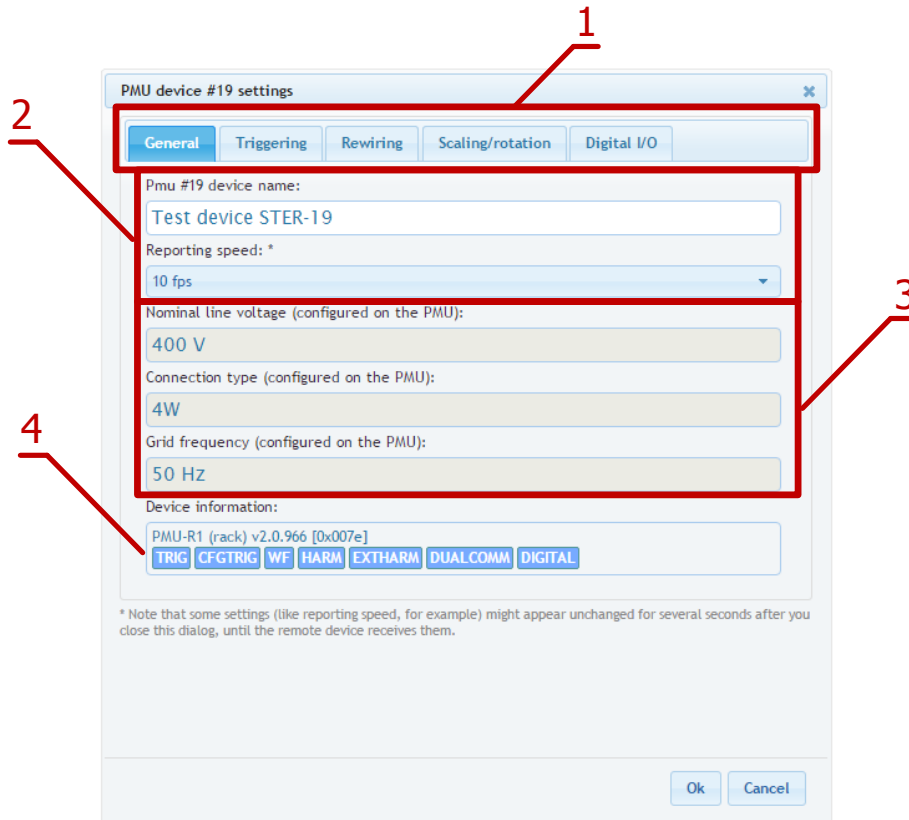 1
PMU device #19 settings
2
General Triggering Rewiring Scaling/rotation Digital I/O
Pmu #19 device name:
Test device STER-19
Reporting speed: *
10 fps
3
Nominal line voltage (configured on the PMU):
400 V
Connection type (configured on the PMU):
4W
4
Grid frequency (configured on the PMU):
50 Hz
Device information:
PMU-R1 (rack) v2.0.966 [0x007e]
TRIG CFGTRIG WF HARM EXTHARM DUALCOMM DIGITAL
* Note that some settings (like reporting speed, for example) might appear unchanged for several seconds after you
close this dialog, until the remote device receives them.
Ok Cancel